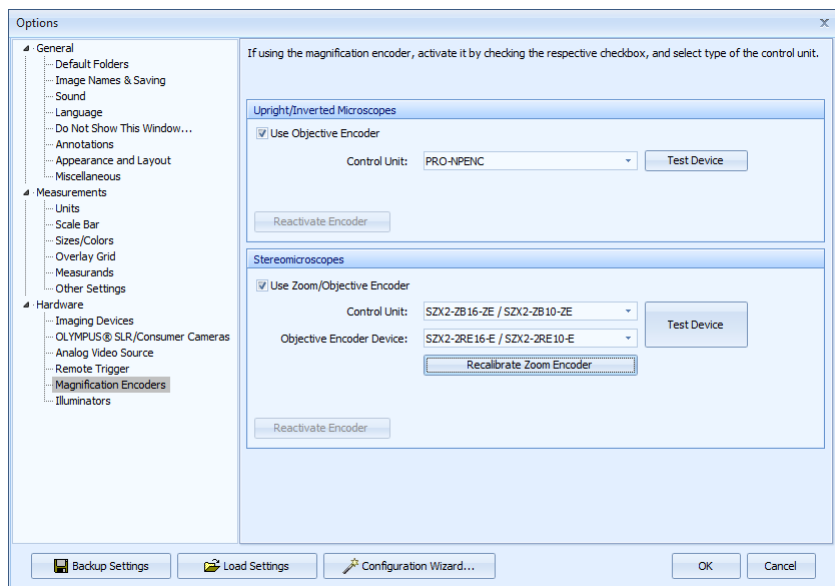 Options
x
General
Default Folders
Image Names & Saving
Sound
Language
Do Not Show This Window...
Annotations
Appearance and Layout
Miscellaneous
Measurements
Units
Scale Bar
Sizes/Colors
Overlay Grid
Measurands
Other Settings
Hardware
Imaging Devices
OLYMPUS® SLR/Consumer Cameras
Analog Video Source
Remote Trigger
Magnification Encoders
Illuminators
If using the magnification encoder, activate it by checking the respective checkbox, and select type of the control unit.
Upright/Inverted Microscopes
Use Objective Encoder
Control Unit: PRO-NPENC Test Device
Reactivate Encoder
Stereomicroscopes
Use Zoom/Objective Encoder
Control Unit: SZX2-ZB16-ZE / SZX2-ZB10-ZE
Test Device
Objective Encoder Device: SZX2-2RE16-E / SZX2-2RE10-E
Recalibrate Zoom Encoder
Reactivate Encoder
Backup Settings Load Settings Configuration Wizard... OK Cancel